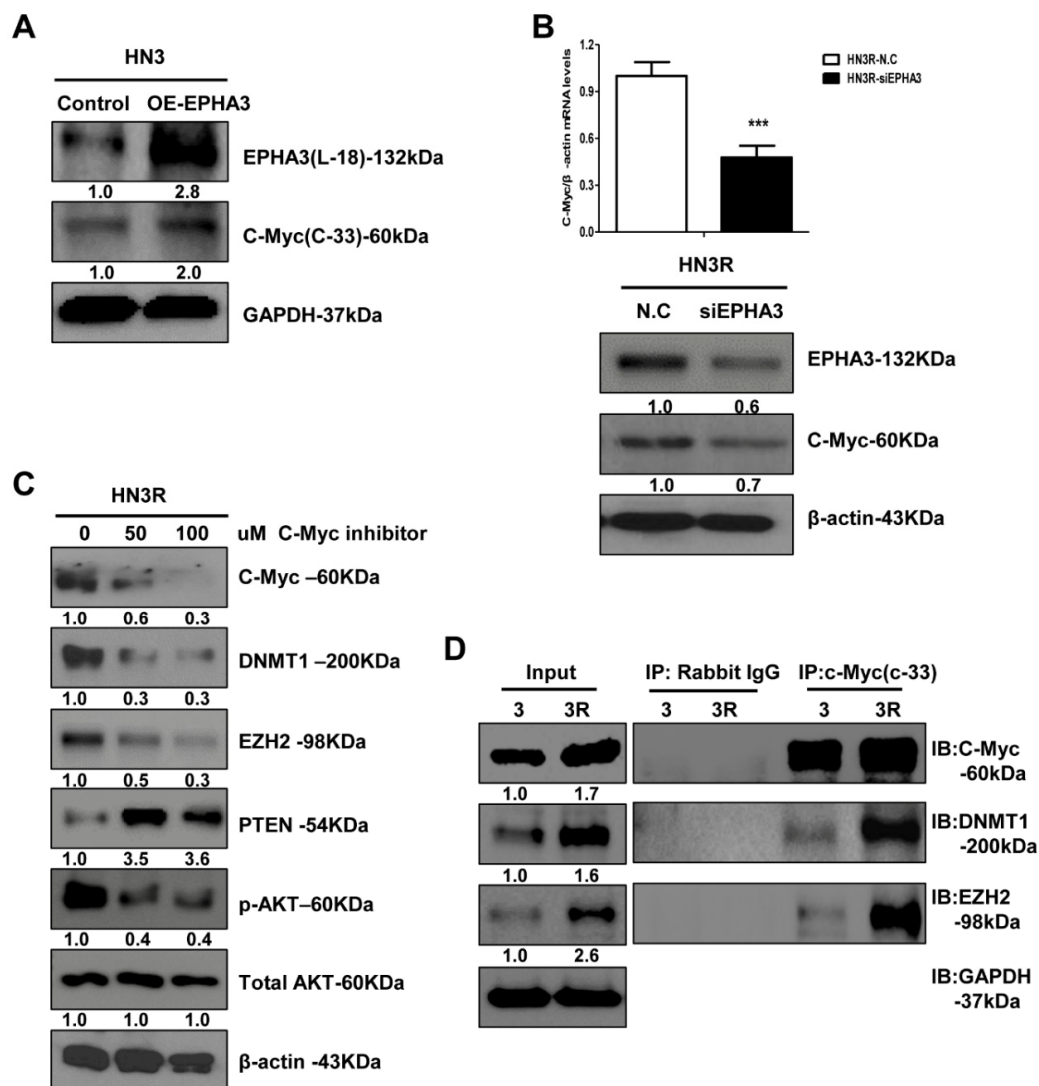 A
HN3
Control OE-EPHA3
EPHA3(L-18)-132kDa
1.0 2.8
C-Myc(C-33)-60kDa
1.0 2.0
GAPDH-37kDa
B
C-Myc/β -actin mRNA levels
1.2
0.9
0.6
0.3
0.0
***
HN3R-N.C
HN3R-siEPHA3
HN3R
N.C siEPHA3
EPHA3-132KDa
1.0 0.6
C-Myc-60KDa
1.0 0.7
β-actin-43KDa
C
HN3R
0 50 100 uM C-Myc inhibitor
C-Myc –60KDa
1.0 0.6 0.3
DNMT1 –200KDa
1.0 0.3 0.3
EZH2 -98KDa
1.0 0.5 0.3
PTEN -54KDa
1.0 3.5 3.6
p-AKT–60KDa
1.0 0.4 0.4
Total AKT-60KDa
1.0 1.0 1.0
β-actin -43KDa
D
Input IP: Rabbit IgG IP:c-Myc(c-33)
3 3R 3 3R 3 3R
IB:C-Myc
-60kDa
1.0 1.7
IB:DNMT1
-200kDa
1.0 1.6
IB:EZH2
-98kDa
1.0 2.6
IB:GAPDH
-37kDa